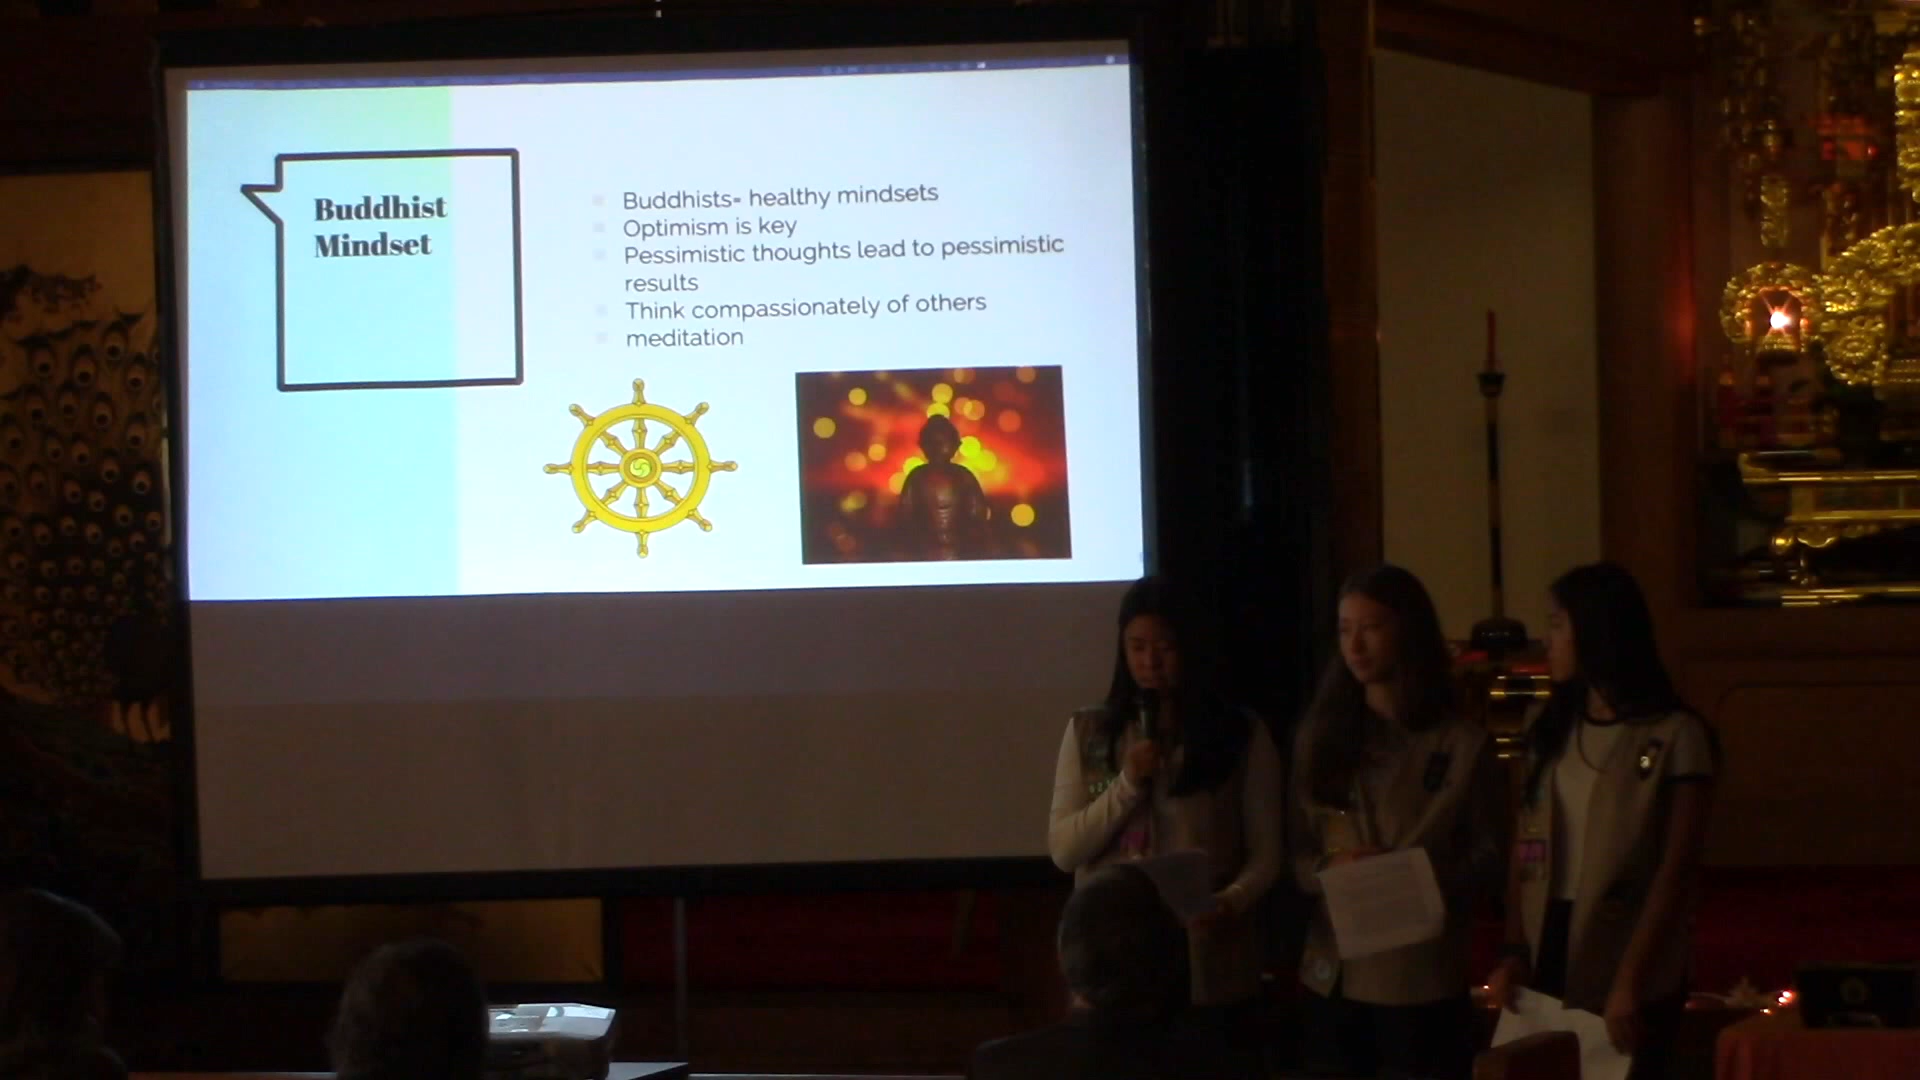 Buddhist
Mindset
Buddhists= healthy mindsets
Optimism is key
Pessimistic thoughts lead to pessimistic
results
Think compassionately of others
meditation